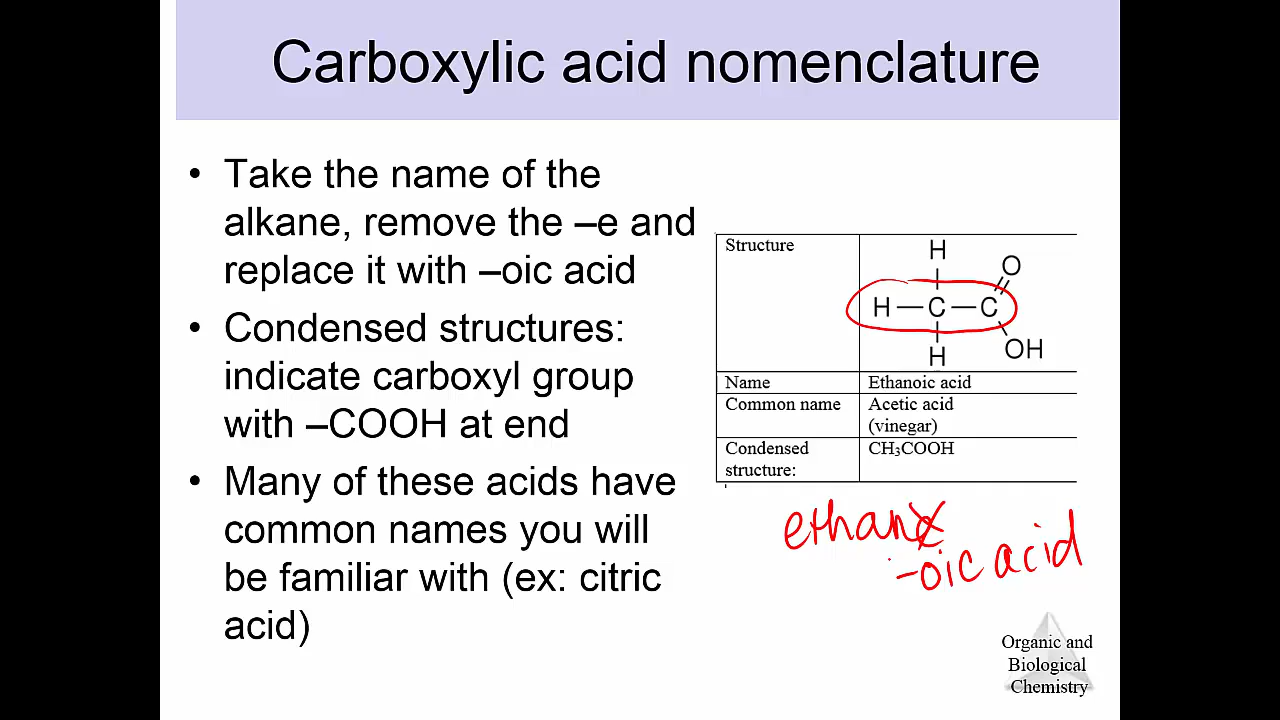 Carboxylic acid nomenclature
• Take the name of the
alkane, remove the –e and
replace it with –oic acid
• Condensed structures:
indicate carboxyl group
with –COOH at end
• Many of these acids have
common names you will
be familiar with (ex: citric
acid)
Structure
H
O
H — C — C
H
OH
Name Ethanoic acid
Common name Acetic acid
(vinegar)
Condensed CH₃COOH
structure:
ethane
-oic acid
Organic and
Biological
Chemistry